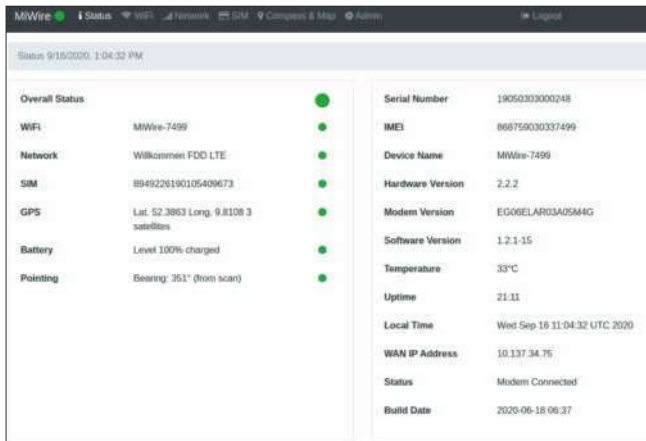 MiWire Status WiFi Network SIM Compass & Map Admin Logout
Status 9/16/2020, 1:04:32 PM
Overall Status
WiFi MiWire-7499
Network Willkommen FDD LTE
SIM 8949226190105409673
GPS Lat. 52.3863 Long. 9.8108 3
satellites
Battery Level 100% charged
Pointing Bearing: 351° (from scan)
Serial Number 19050303000248
IMEI 868759030337499
Device Name MiWire-7499
Hardware Version 2.2.2
Modem Version EG06ELAR03A05M4G
Software Version 1.2.1-15
Temperature 33°C
Uptime 21:11
Local Time Wed Sep 16 11:04:32 UTC 2020
WAN IP Address 10.137.34.75
Status Modem Connected
Build Date 2020-06-18 06:37